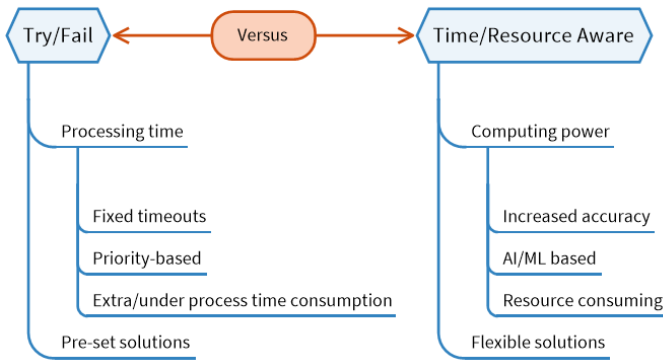 Try/Fail
Versus
Time/Resource Aware
Processing time
Fixed timeouts
Priority-based
Extra/under process time consumption
Pre-set solutions
Computing power
Increased accuracy
AI/ML based
Resource consuming
Flexible solutions